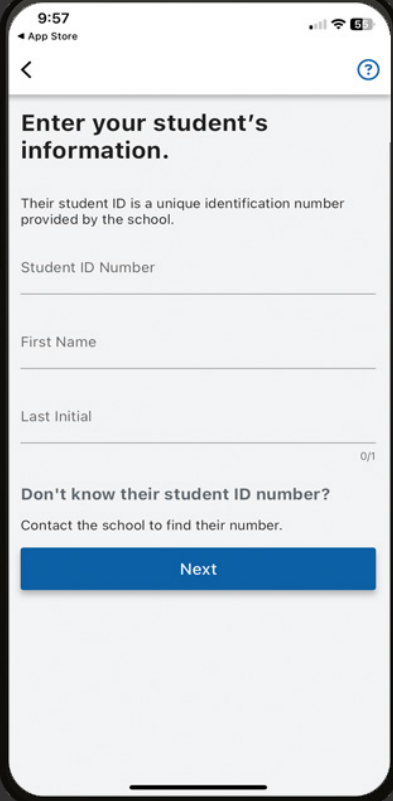 9:57
55
◀ App Store
?
Enter your student's
information.
Their student ID is a unique identification number
provided by the school.
Student ID Number
First Name
Last Initial
0/1
Don't know their student ID number?
Contact the school to find their number.
Next